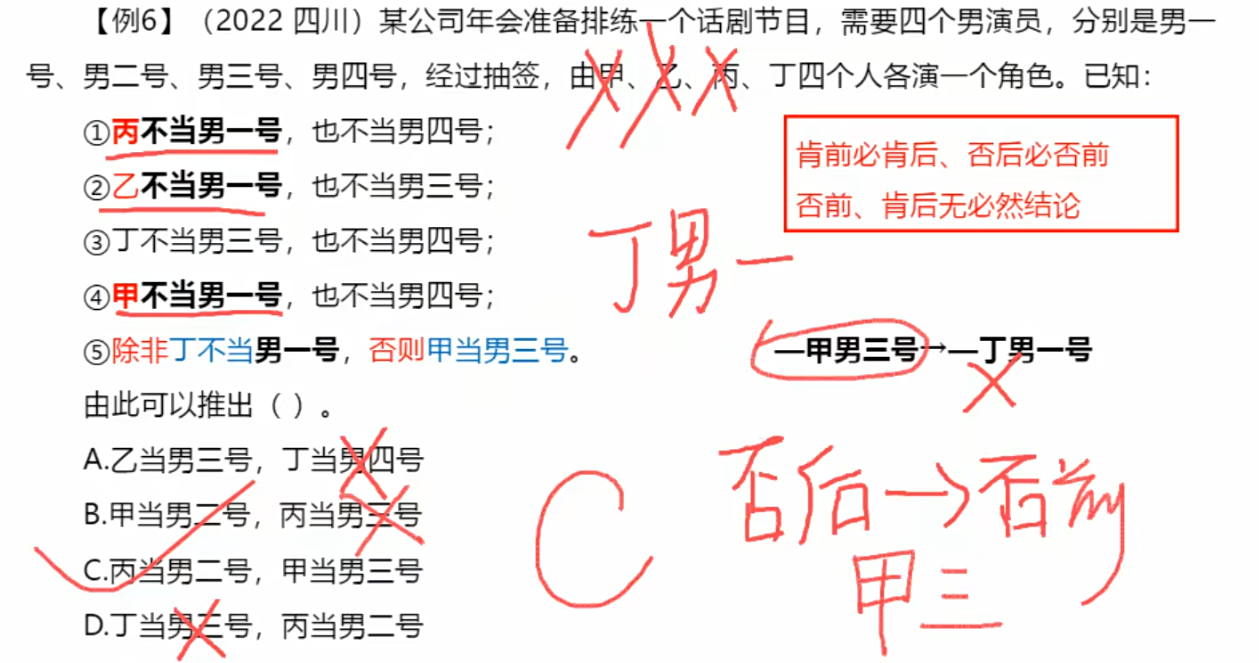 【例6】（2022 四川）某公司年会准备排练一个话剧节目，需要四个男演员，分别是男一
号、男二号、男三号、男四号，经过抽签，由甲、乙、丙、丁四个人各演一个角色。已知：
①丙不当男一号，也不当男四号；
肯前必肯后、否后必否前
②乙不当男一号，也不当男三号；
否前、肯后无必然结论
③丁不当男三号，也不当男四号；
丁男一
④甲不当男一号，也不当男四号；
⑤除非丁不当男一号，否则甲当男三号。
—甲男三号→—丁男一号
由此可以推出（ ）。
A.乙当男三号，丁当男四号
B.甲当男二号，丙当男三号
否后→否前
C.丙当男二号，甲当男三号
C
甲三
D.丁当男三号，丙当男二号